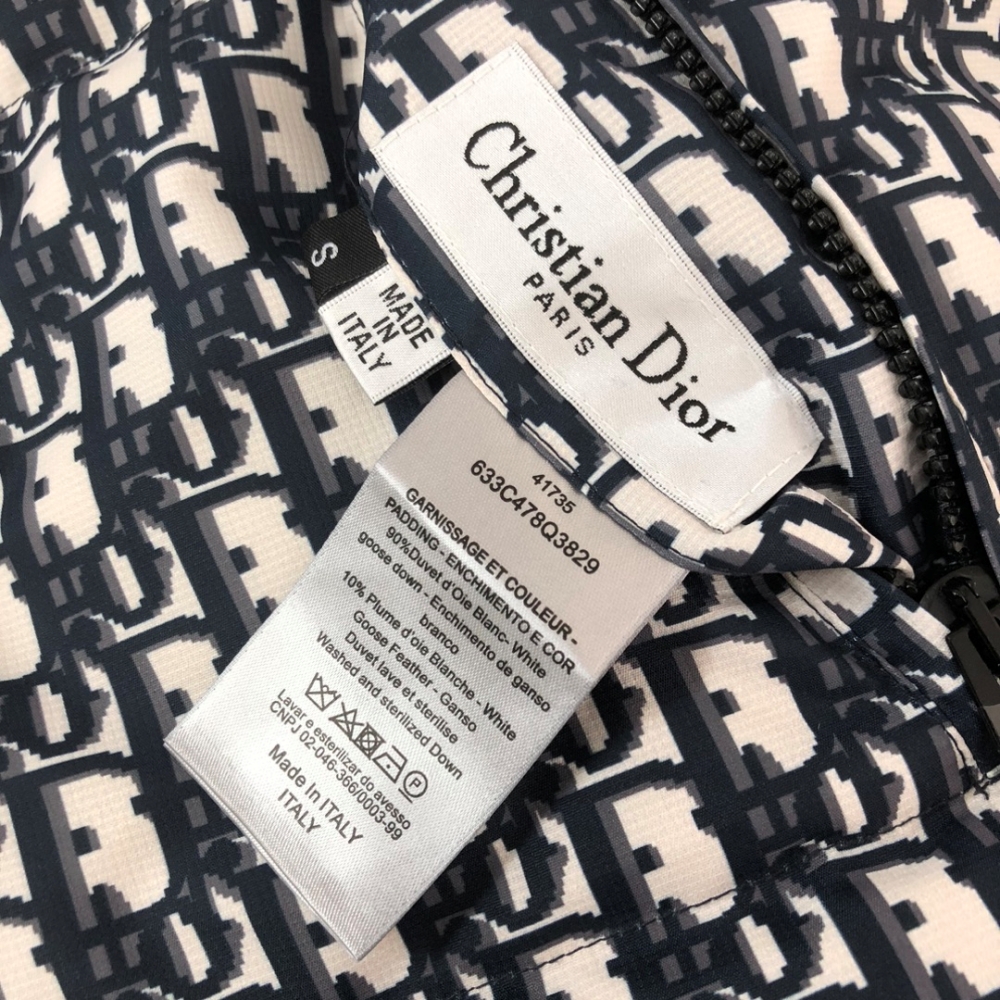 Christian Dior
PARIS
S
MADE
IN
ITALY
41735
633C478Q3829
GARNISSAGE ET COULEUR -
PADDING - ENCHIMENTO E COR
90%Duvet d'Oie Blanc- White
goose down - Enchimento de ganso
branco
10% Plume d'oie Blanche - White
Goose Feather - Ganso
Duvet lave et sterilise
Washed and sterilized Down
Lavar e esterilizar do avesso
CNPJ 02-046-366/0003-99
Made In ITALY
ITALY